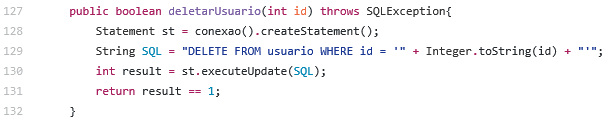 127 public boolean deletarUsuario(int id) throws SQLException{
128 Statement st = conexao().createStatement();
129 String SQL = "DELETE FROM usuario WHERE id = '" + Integer.toString(id) + "'";
130 int result = st.executeUpdate(SQL);
131 return result == 1;
132 }